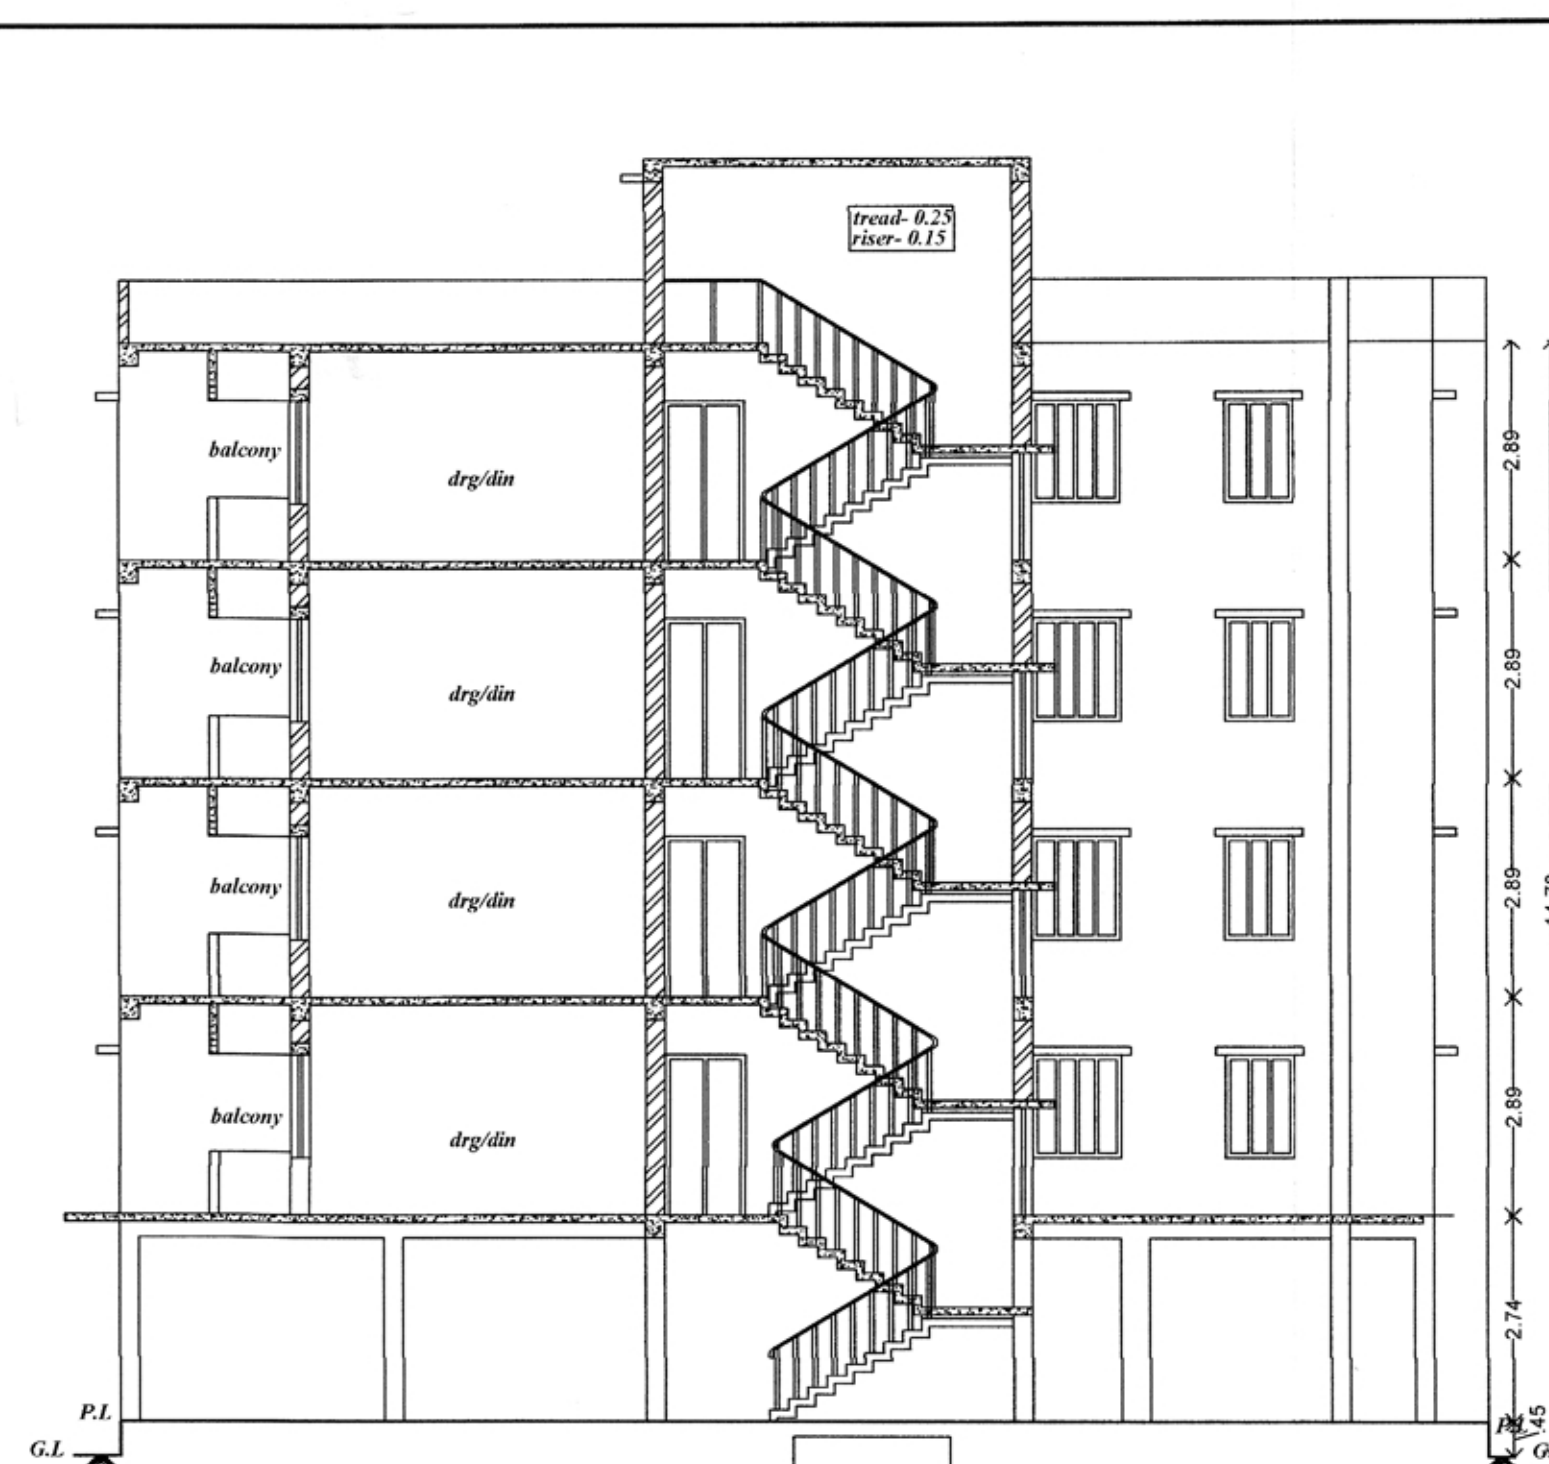 tread- 0.25
riser- 0.15
balcony
drg/din
2.89
balcony
drg/din
2.89
balcony
drg/din
2.89
balcony
drg/din
2.89
2.74
P.L
.45
G.L